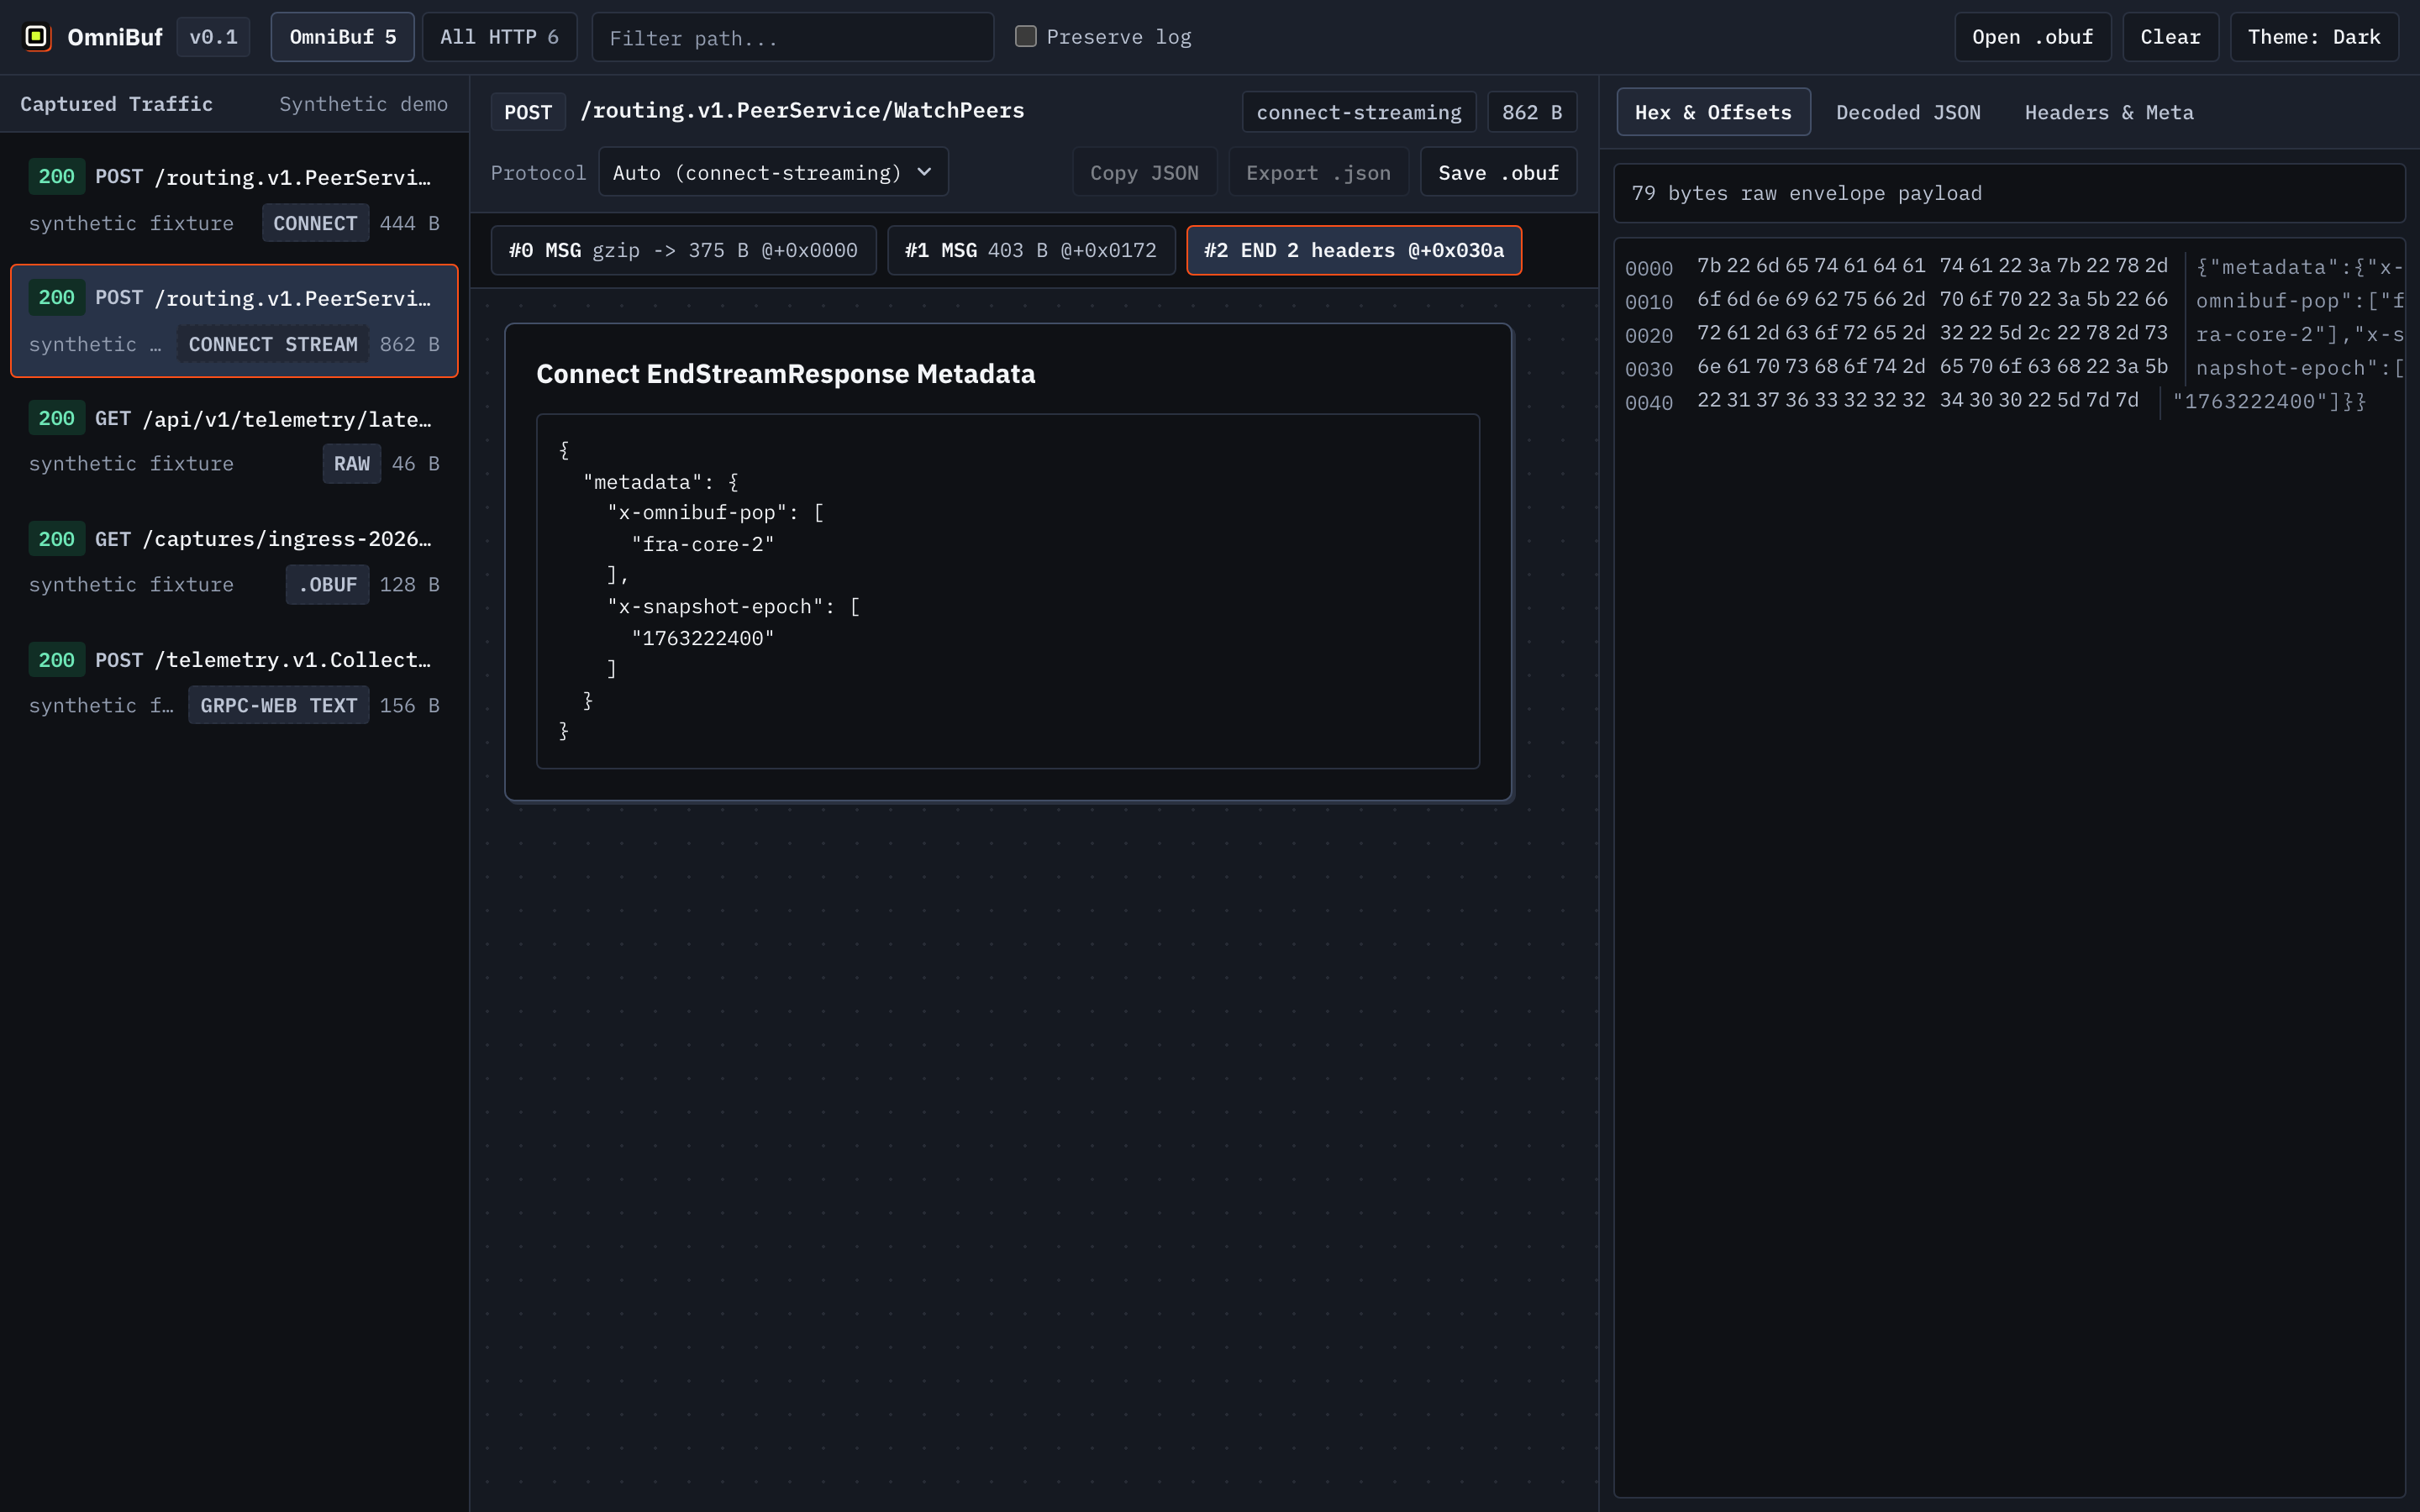 OmniBuf v0.1 OmniBuf 5 All HTTP 6 Filter path... Preserve log Open .obuf Clear Theme: Dark
Captured Traffic Synthetic demo
200 POST /routing.v1.PeerServi…
synthetic fixture CONNECT 444 B
200 POST /routing.v1.PeerServi…
synthetic … CONNECT STREAM 862 B
200 GET /api/v1/telemetry/late…
synthetic fixture RAW 46 B
200 GET /captures/ingress-2026…
synthetic fixture .OBUF 128 B
200 POST /telemetry.v1.Collect…
synthetic f… GRPC-WEB TEXT 156 B
POST /routing.v1.PeerService/WatchPeers connect-streaming 862 B
Protocol Auto (connect-streaming) Copy JSON Export .json Save .obuf
#0 MSG gzip -> 375 B @+0x0000 #1 MSG 403 B @+0x0172 #2 END 2 headers @+0x030a
Connect EndStreamResponse Metadata
{
"metadata": {
"x-omnibuf-pop": [
"fra-core-2"
],
"x-snapshot-epoch": [
"1763222400"
]
}
}
Hex & Offsets Decoded JSON Headers & Meta
79 bytes raw envelope payload
0000 7b 22 6d 65 74 61 64 61 74 61 22 3a 7b 22 78 2d {"metadata":{"x-
0010 6f 6d 6e 69 62 75 66 2d 70 6f 70 22 3a 5b 22 66 omnibuf-pop":["f
0020 72 61 2d 63 6f 72 65 2d 32 22 5d 2c 22 78 2d 73 ra-core-2"],"x-s
0030 6e 61 70 73 68 6f 74 2d 65 70 6f 63 68 22 3a 5b napshot-epoch":[
0040 22 31 37 36 33 32 32 32 34 30 30 22 5d 7d 7d "1763222400"]}}